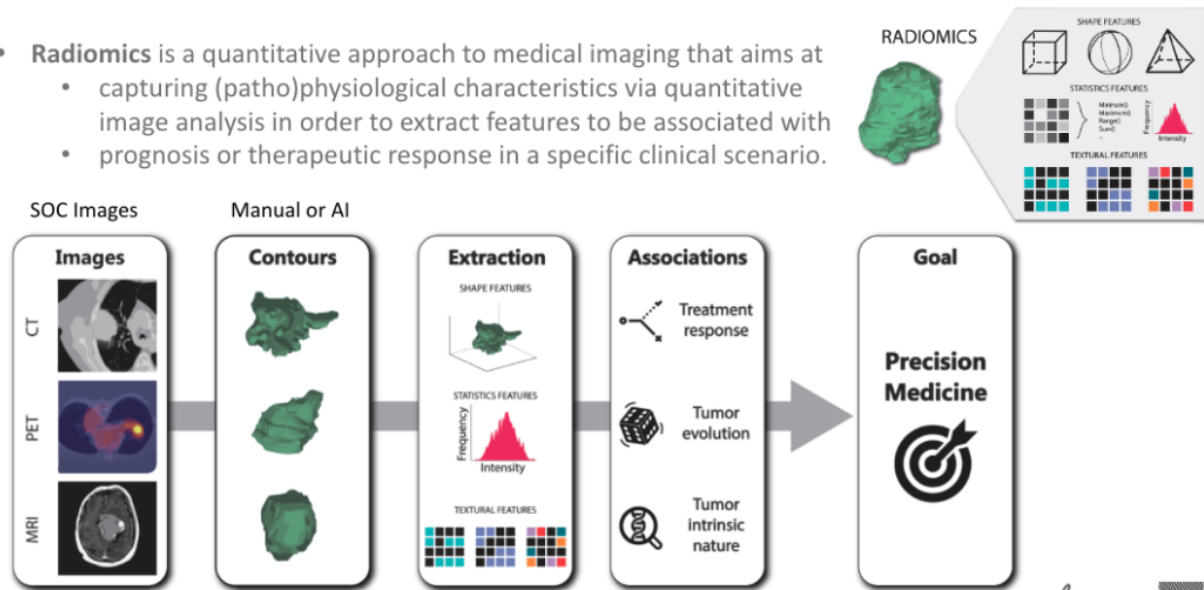 • Radiomics is a quantitative approach to medical imaging that aims at
• capturing (patho)physiological characteristics via quantitative
image analysis in order to extract features to be associated with
• prognosis or therapeutic response in a specific clinical scenario.
RADIOMICS
SHAPE FEATURES
STATISTICS FEATURES
Minimum()
Maximum()
Range()
Sum()
...
Frequency
Intensity
TEXTURAL FEATURES
SOC Images
Manual or AI
Images
CT
PET
MRI
Contours
Extraction
SHAPE FEATURES
STATISTICS FEATURES
Frequency
Intensity
TEXTURAL FEATURES
Associations
Treatment
response
Tumor
evolution
Tumor
intrinsic
nature
Goal
Precision
Medicine